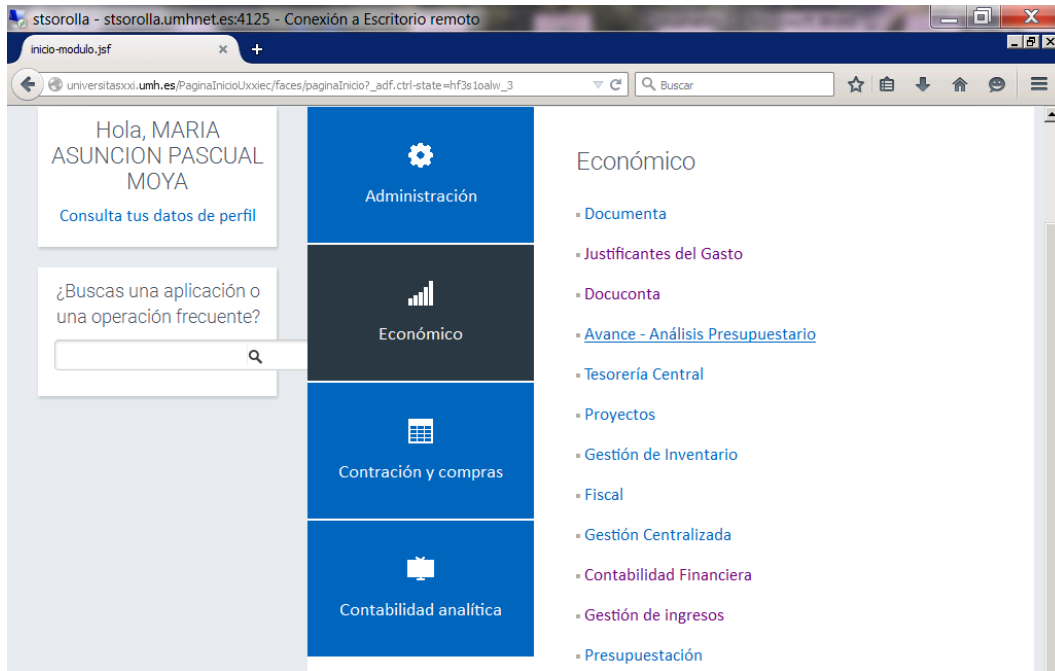 stsorolla - stsorolla.umhnet.es:4125 - Conexión a Escritorio remoto
inicio-modulo.jsf
universitasxxi.umh.es/PaginaInicioUxxiec/faces/paginaInicio?_adf.ctrl-state=hf3s1oalw_3
Buscar
Hola, MARIA
ASUNCION PASCUAL
MOYA
Consulta tus datos de perfil
¿Buscas una aplicación o
una operación frecuente?
Administración
Económico
Contración y compras
Contabilidad analítica
Económico
Documenta
Justificantes del Gasto
Docuconta
Avance - Análisis Presupuestario
Tesorería Central
Proyectos
Gestión de Inventario
Fiscal
Gestión Centralizada
Contabilidad Financiera
Gestión de ingresos
Presupuestación